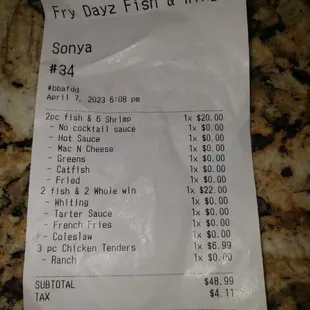 Fry Dayz Fish &
Sonya
#34
#bbafdd
April 7, 2023 6:08 pm
2pc fish & 6 Shrimp 1x $20.00
- No cocktail sauce 1x $0.00
- Hot Sauce 1x $0.00
- Mac N Cheese 1x $0.00
- Greens 1x $0.00
- Catfish 1x $0.00
- Fried 1x $0.00
2 fish & 2 Whole win 1x $22.00
- Whiting 1x $0.00
- Tarter Sauce 1x $0.00
- French Fries 1x $0.00
- Coleslaw 1x $0.00
3 pc Chicken Tenders 1x $6.99
- Ranch 1x $0.00
SUBTOTAL $48.99
TAX $4.11